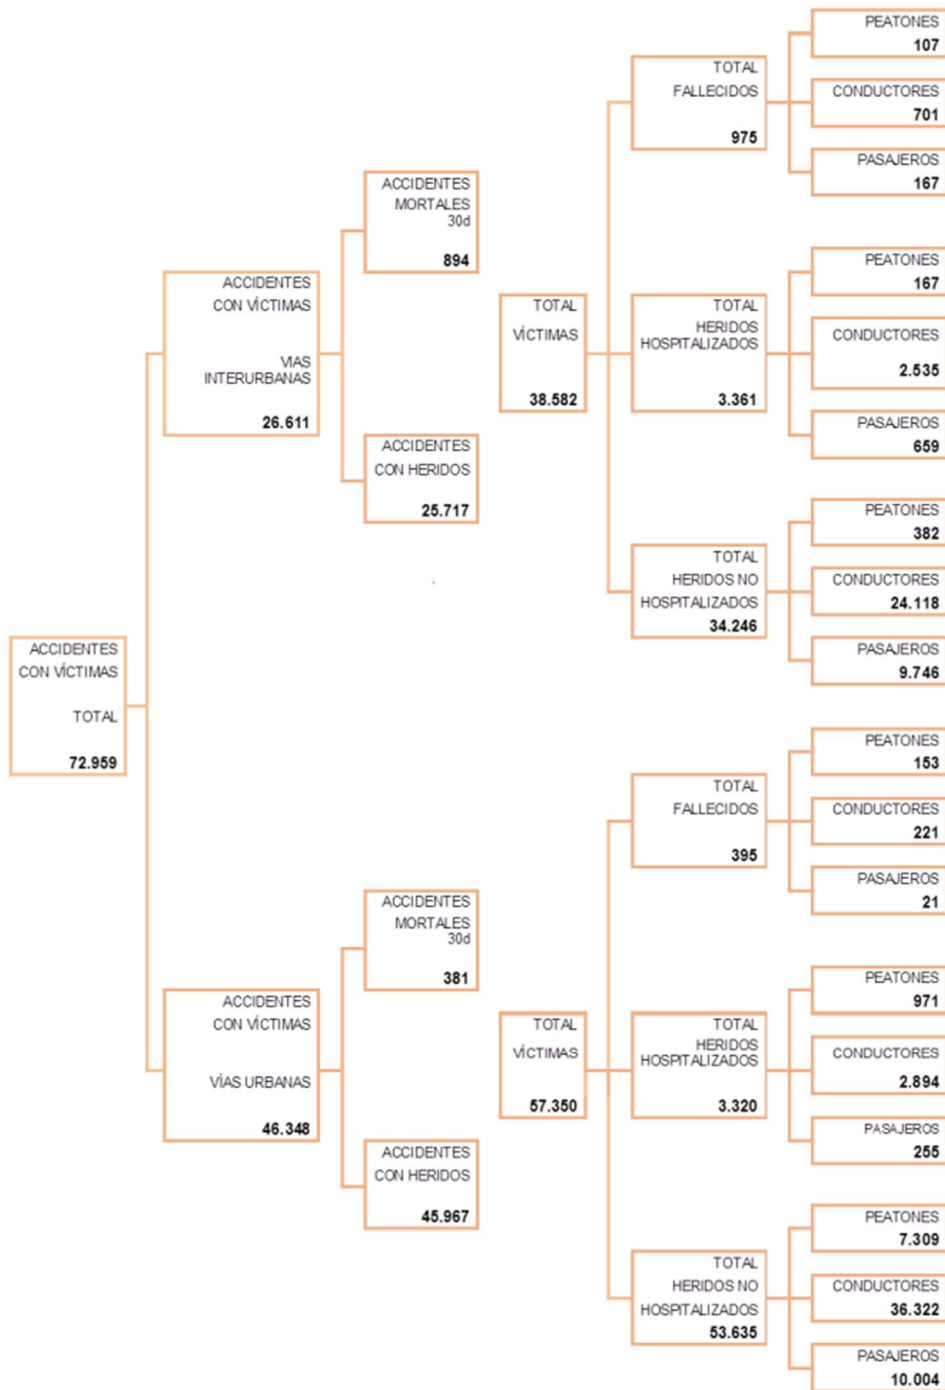 ACCIDENTES
CON VÍCTIMAS
TOTAL
72.959
ACCIDENTES
CON VÍCTIMAS
VIAS
INTERURBANAS
26.611
ACCIDENTES
MORTALES
30d
894
ACCIDENTES
CON HERIDOS
25.717
TOTAL
VÍCTIMAS
38.582
TOTAL
FALLECIDOS
975
PEATONES
107
CONDUCTORES
701
PASAJEROS
167
TOTAL
HERIDOS
HOSPITALIZADOS
3.361
PEATONES
167
CONDUCTORES
2.535
PASAJEROS
659
TOTAL
HERIDOS NO
HOSPITALIZADOS
34.246
PEATONES
382
CONDUCTORES
24.118
PASAJEROS
9.746
ACCIDENTES
CON VÍCTIMAS
VÍAS URBANAS
46.348
ACCIDENTES
MORTALES
30d
381
ACCIDENTES
CON HERIDOS
45.967
TOTAL
VÍCTIMAS
57.350
TOTAL
FALLECIDOS
395
PEATONES
153
CONDUCTORES
221
PASAJEROS
21
TOTAL
HERIDOS
HOSPITALIZADOS
3.320
PEATONES
971
CONDUCTORES
2.894
PASAJEROS
255
TOTAL
HERIDOS NO
HOSPITALIZADOS
53.635
PEATONES
7.309
CONDUCTORES
36.322
PASAJEROS
10.004